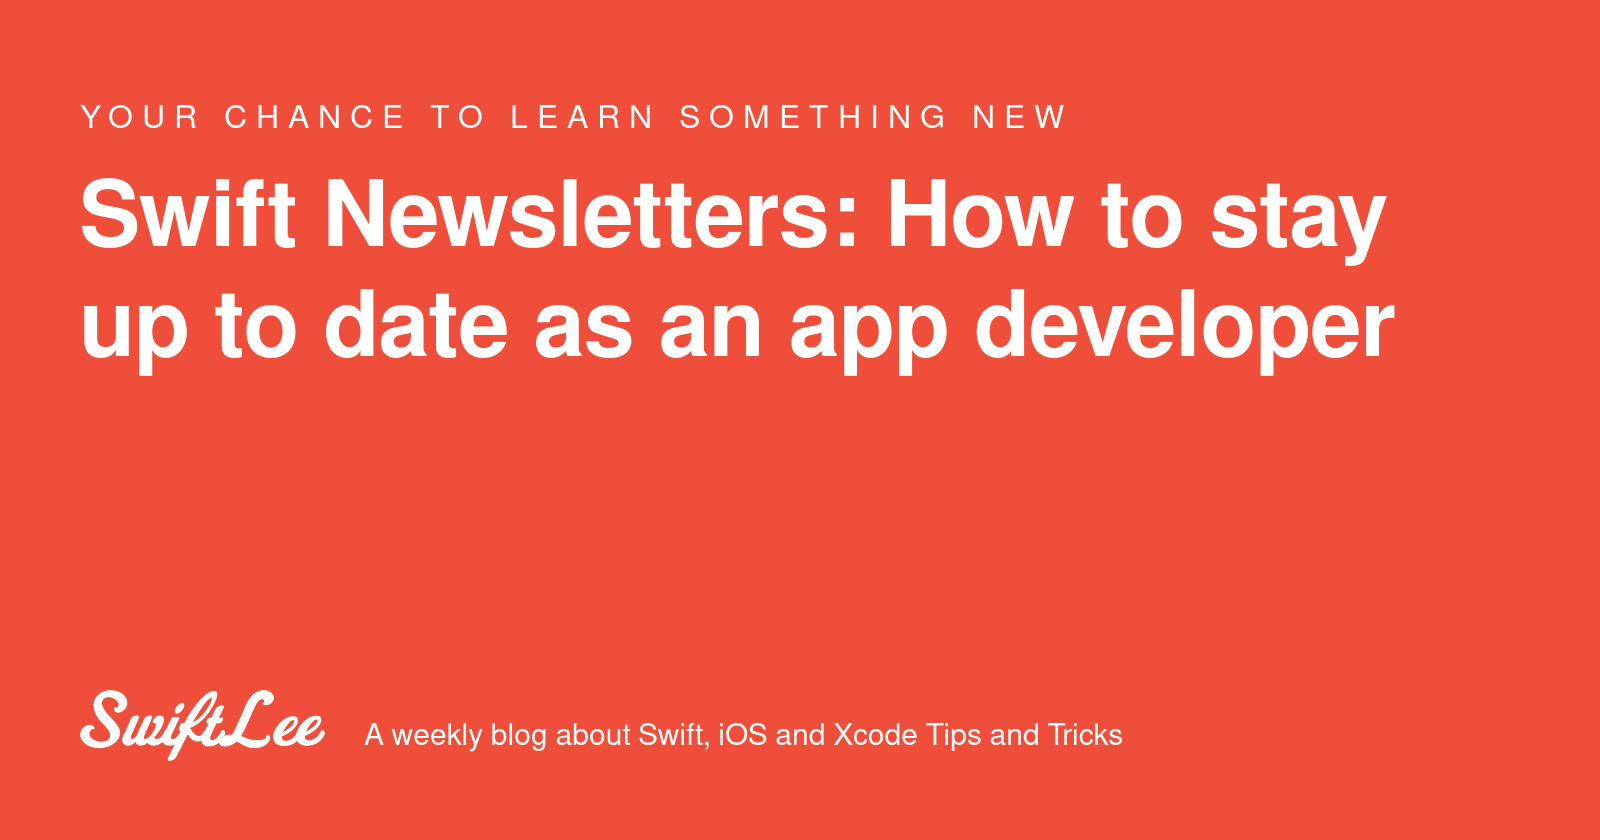 YOUR CHANCE TO LEARN SOMETHING NEW
Swift Newsletters: How to stay
up to date as an app developer
SwiftLee
A weekly blog about Swift, iOS and Xcode Tips and Tricks